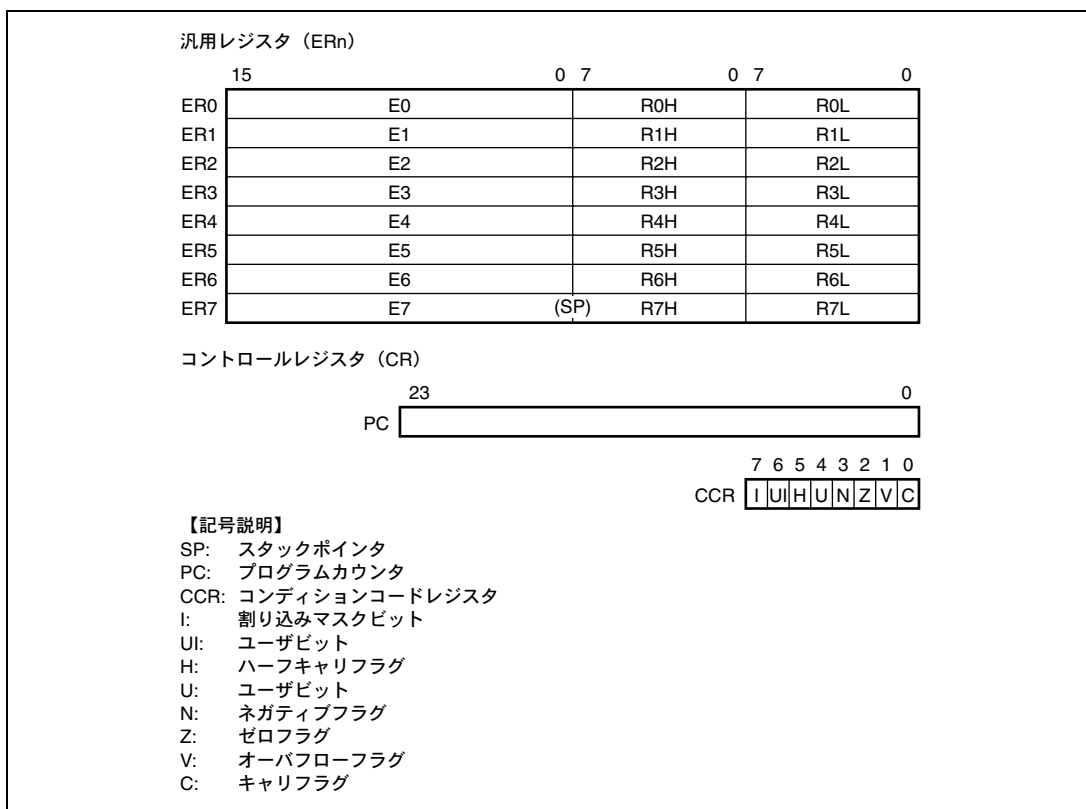 汎用レジスタ（ERn）
15 0 7 0 7 0
ER0 E0 R0H R0L
ER1 E1 R1H R1L
ER2 E2 R2H R2L
ER3 E3 R3H R3L
ER4 E4 R4H R4L
ER5 E5 R5H R5L
ER6 E6 R6H R6L
ER7 E7 (SP) R7H R7L
コントロールレジスタ（CR）
23 0
PC
7 6 5 4 3 2 1 0
CCR I UI H U N Z V C
【記号説明】
SP: スタックポインタ
PC: プログラムカウンタ
CCR: コンディションコードレジスタ
I: 割り込みマスクビット
UI: ユーザビット
H: ハーフキャリフラグ
U: ユーザビット
N: ネガティブフラグ
Z: ゼロフラグ
V: オーバフローフラグ
C: キャリフラグ